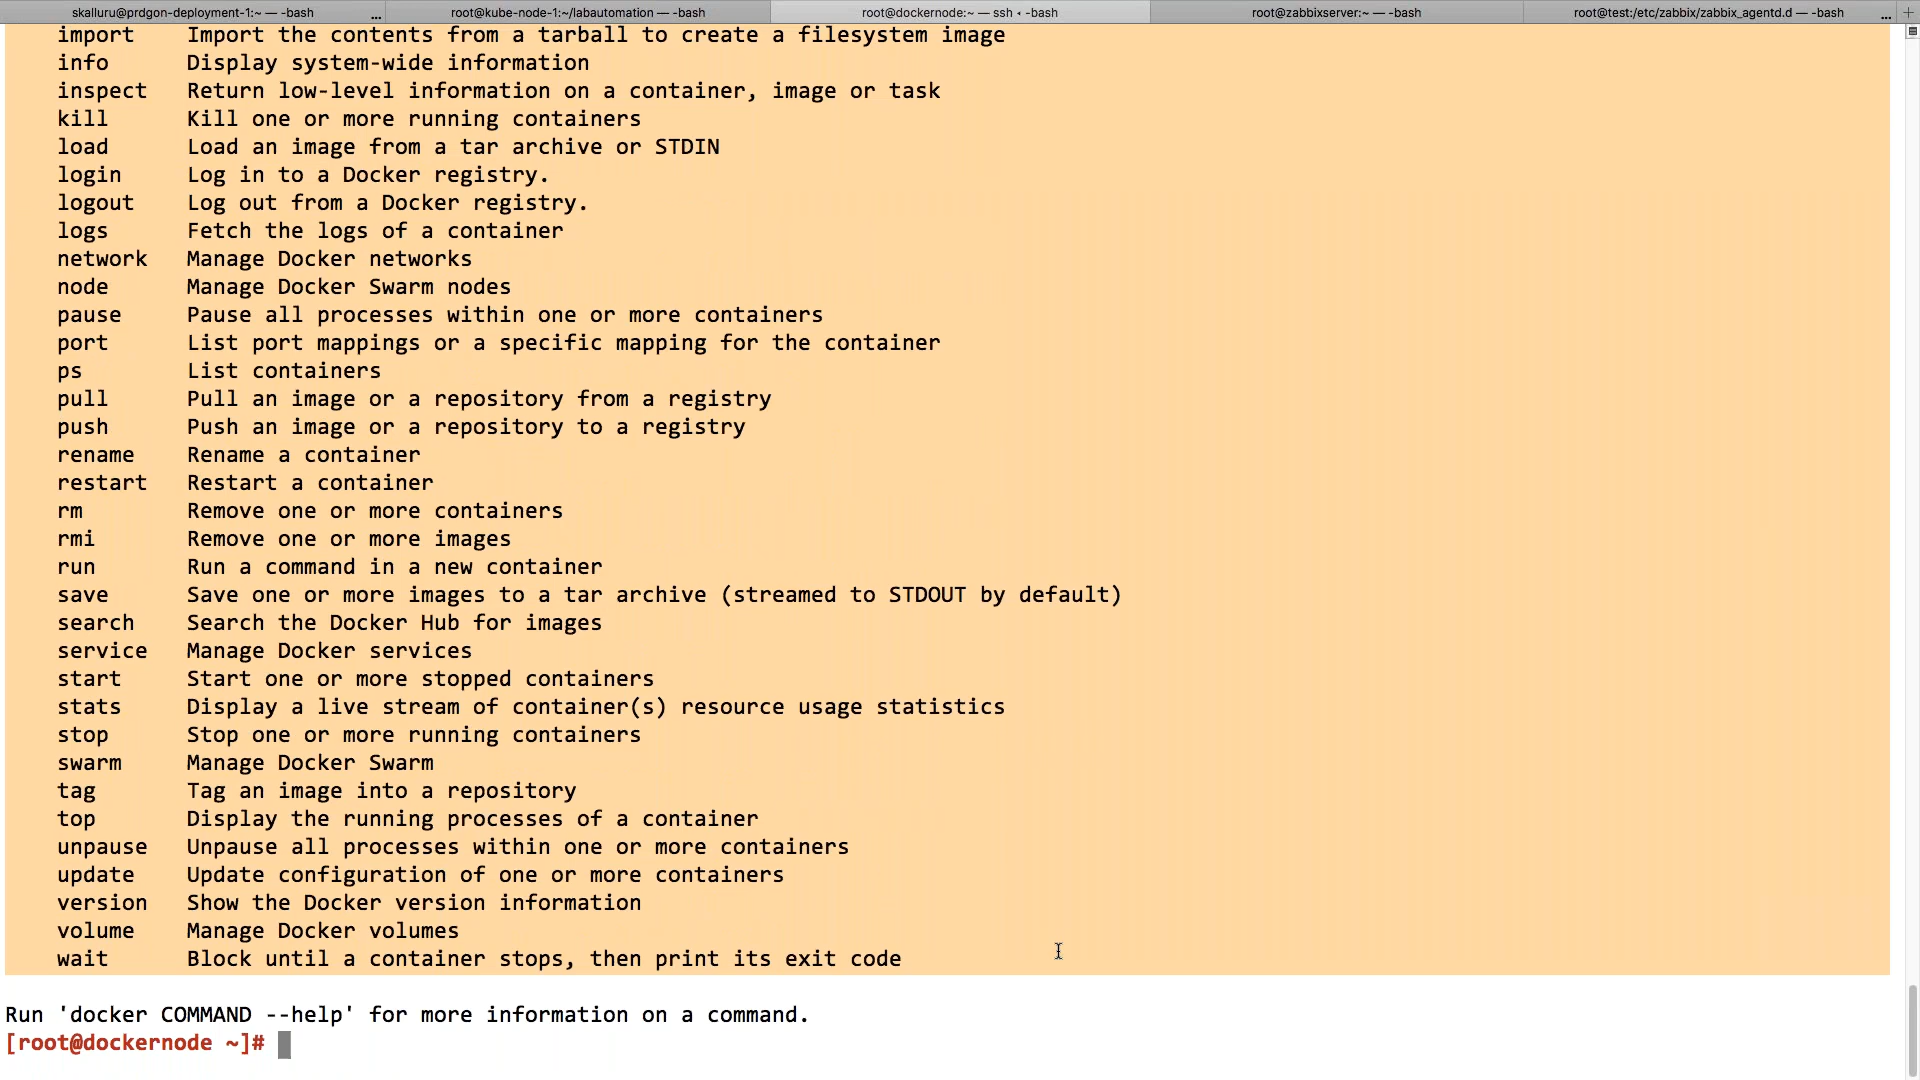 skalluru@prdgon-deployment-1:~ — -bash ... root@kube-node-1:~/labautomation — -bash root@dockernode:~ — ssh ‹ -bash root@zabbixserver:~ — -bash root@test:/etc/zabbix/zabbix_agentd.d — -bash ... +
import Import the contents from a tarball to create a filesystem image
info Display system-wide information
inspect Return low-level information on a container, image or task
kill Kill one or more running containers
load Load an image from a tar archive or STDIN
login Log in to a Docker registry.
logout Log out from a Docker registry.
logs Fetch the logs of a container
network Manage Docker networks
node Manage Docker Swarm nodes
pause Pause all processes within one or more containers
port List port mappings or a specific mapping for the container
ps List containers
pull Pull an image or a repository from a registry
push Push an image or a repository to a registry
rename Rename a container
restart Restart a container
rm Remove one or more containers
rmi Remove one or more images
run Run a command in a new container
save Save one or more images to a tar archive (streamed to STDOUT by default)
search Search the Docker Hub for images
service Manage Docker services
start Start one or more stopped containers
stats Display a live stream of container(s) resource usage statistics
stop Stop one or more running containers
swarm Manage Docker Swarm
tag Tag an image into a repository
top Display the running processes of a container
unpause Unpause all processes within one or more containers
update Update configuration of one or more containers
version Show the Docker version information
volume Manage Docker volumes
wait Block until a container stops, then print its exit code
Run 'docker COMMAND --help' for more information on a command.
[root@dockernode ~]#